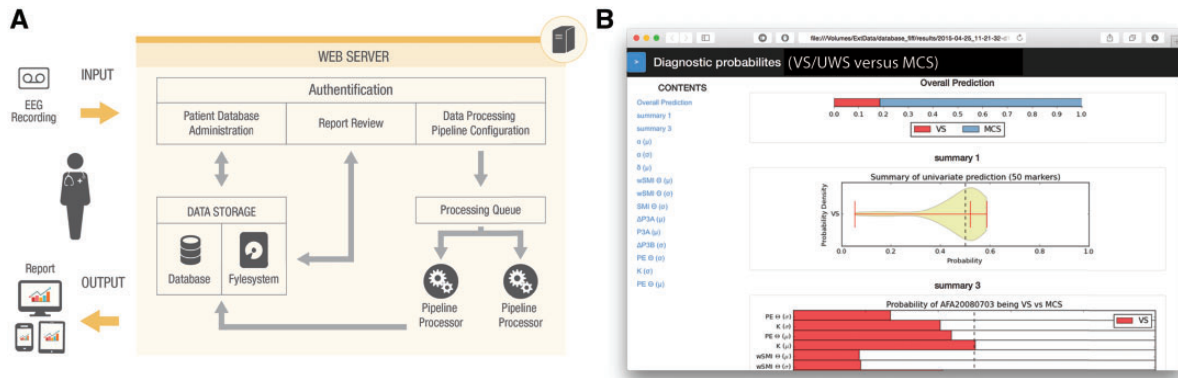 A
WEB SERVER
INPUT
EEG
Recording
Authentification
Patient Database
Administration
Report Review
Data Processing
Pipeline Configuration
DATA STORAGE
Database
Fylesystem
Processing Queue
Pipeline
Processor
Pipeline
Processor
Report
OUTPUT
B
Diagnostic probabilites (VS/UWS versus MCS)
CONTENTS
Overall Prediction
summary 1
summary 3
α (μ)
α (σ)
δ (μ)
wSMI Θ (μ)
wSMI Θ (σ)
SMI Θ (σ)
ΔP3A (μ)
P3A (μ)
ΔP3B (σ)
PE Θ (σ)
K (σ)
PE Θ (μ)
Overall Prediction
0.0 0.1 0.2 0.3 0.4 0.5 0.6 0.7 0.8 0.9 1.0
VS MCS
summary 1
Summary of univariate prediction (50 markers)
Probability Density
VS
0.0 0.2 0.4 0.6 0.8 1.0
Probability
summary 3
Probability of AFA20080703 being VS vs MCS
PE Θ (σ)
K (σ)
PE Θ (μ)
K (μ)
wSMI Θ (μ)
wSMI Θ (σ)
VS